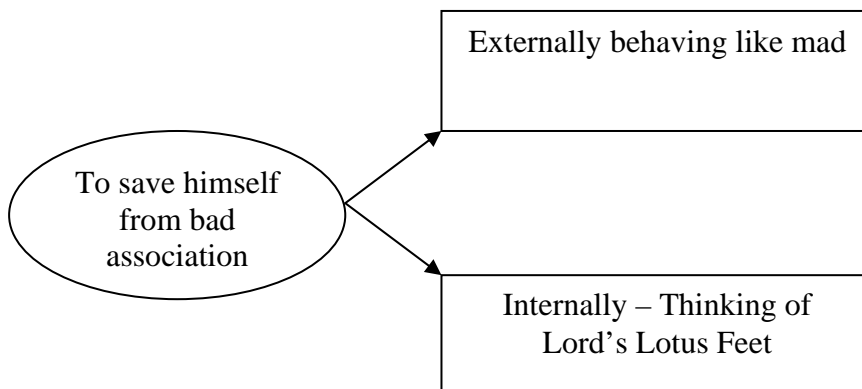 Externally behaving like mad
To save himself
from bad
association
Internally – Thinking of
Lord’s Lotus Feet